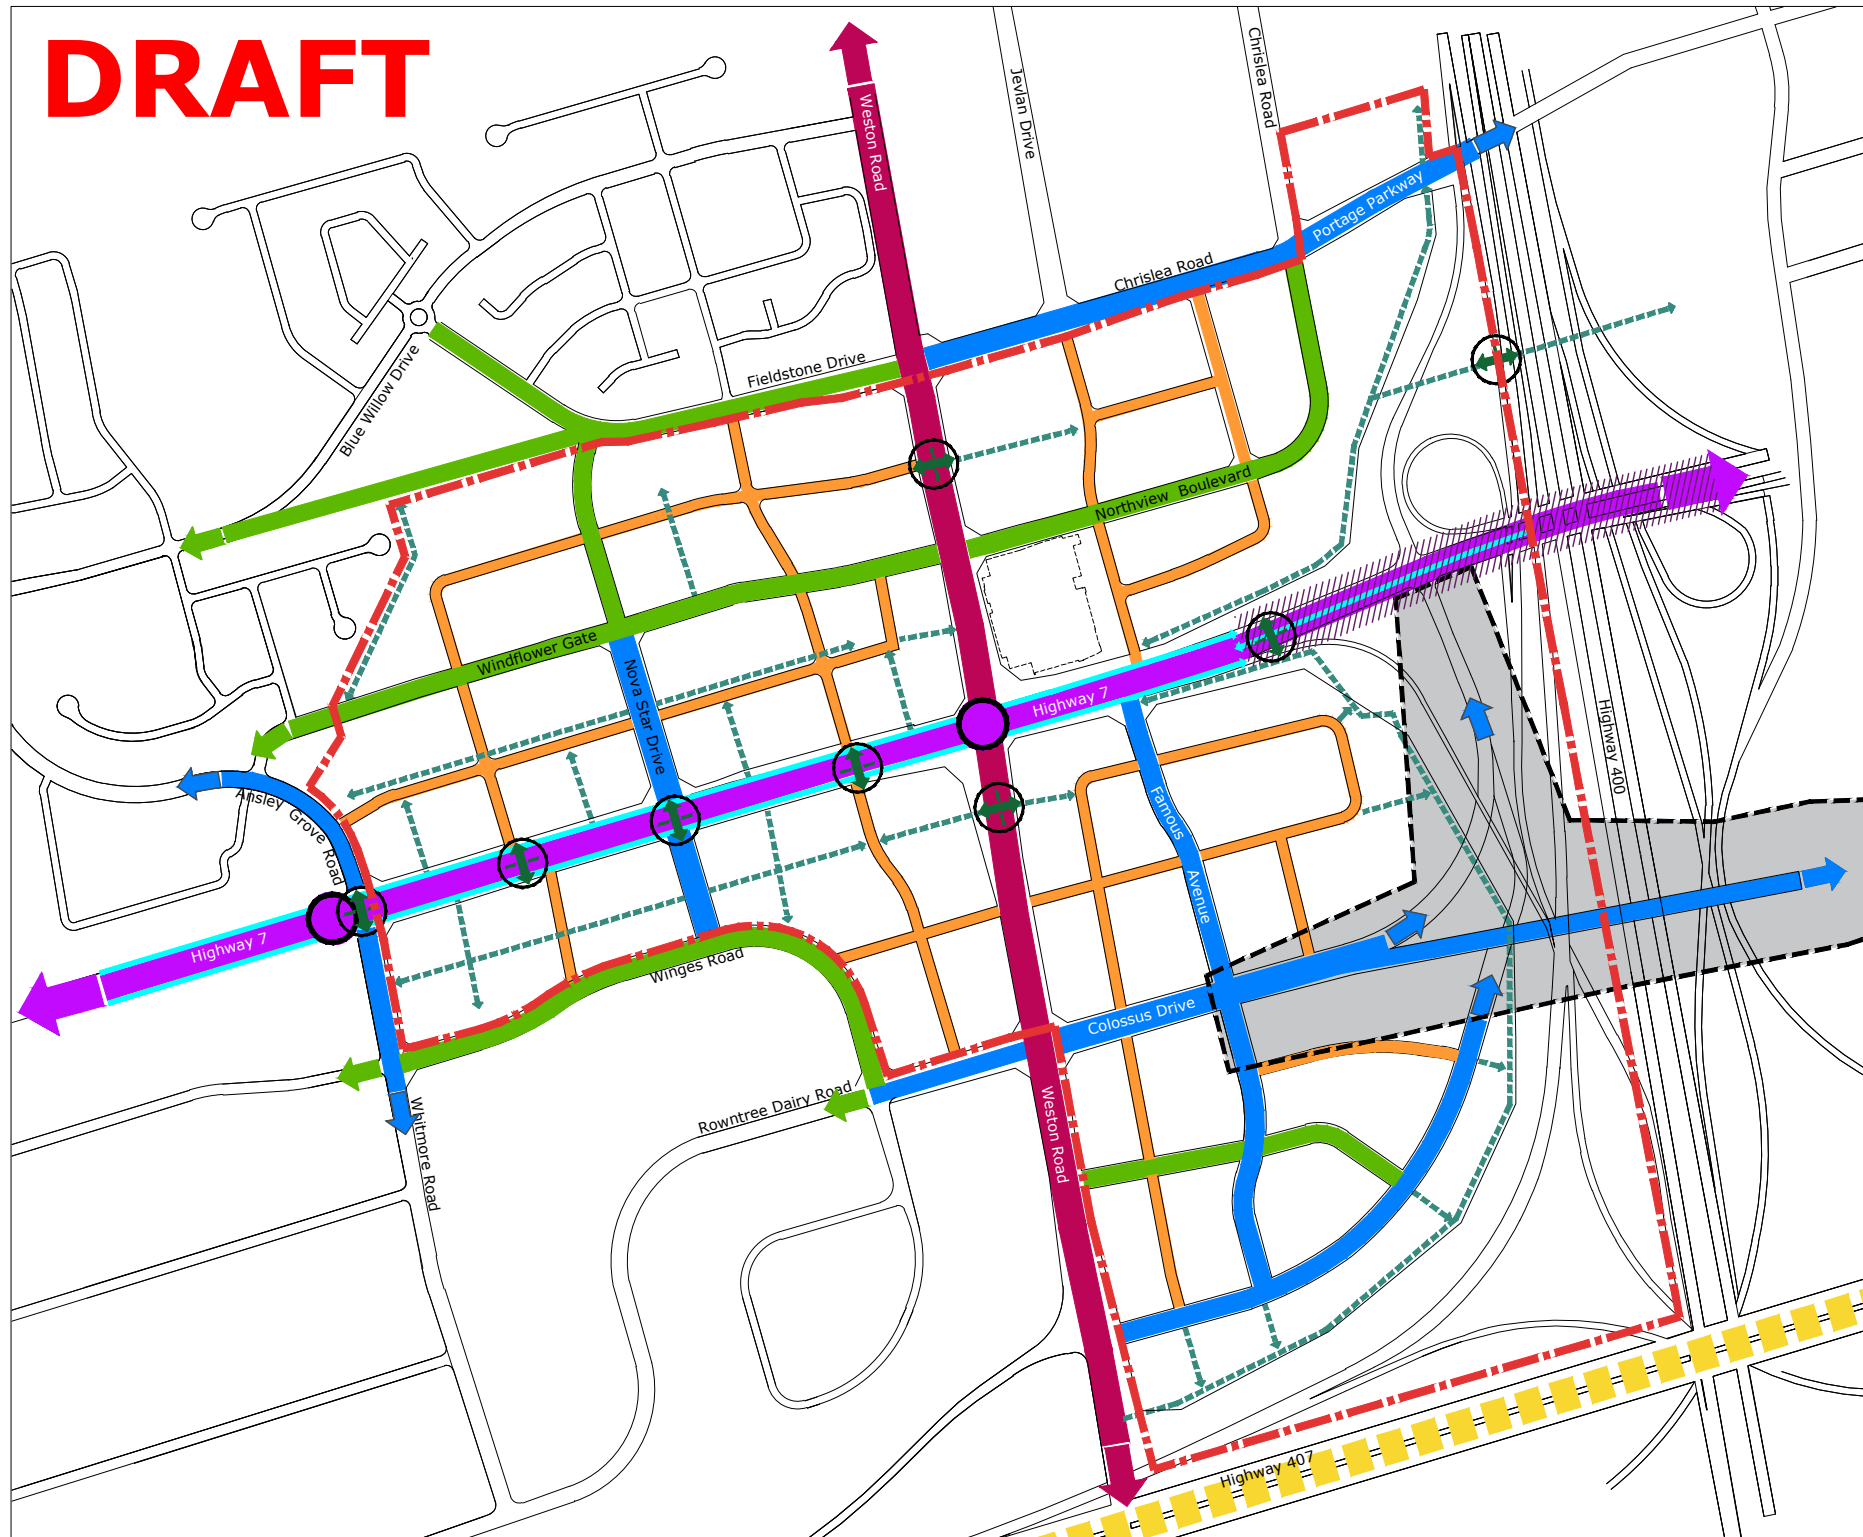 DRAFT
Weston Road
Jevlan Drive
Chrislea Road
Portage Parkway
Chrislea Road
Fieldstone Drive
Blue Willow Drive
Northview Boulevard
Windflower Gate
Nova Star Drive
Highway 7
Highway 400
Ansley Grove Road
Famous Avenue
Highway 7
Winges Road
Colossus Drive
Rowntree Dairy Road
Weston Road
Whitmore Road
Highway 407